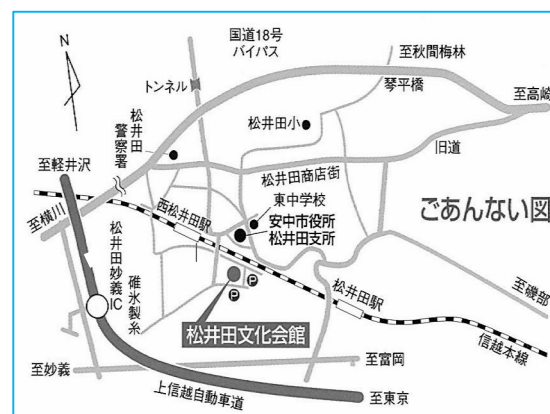 N
国道18号
バイパス
至秋間梅林
トンネル
琴平橋
至高崎
松井田
警察署
松井田小
旧道
至軽井沢
松井田商店街
東中学校
西松井田駅
安中市役所
松井田支所
ごあんない図
至横川
松井田妙義IC
碓氷製糸
P
P
松井田駅
至磯部
松井田文化会館
信越本線
至妙義
至富岡
上信越自動車道
至東京